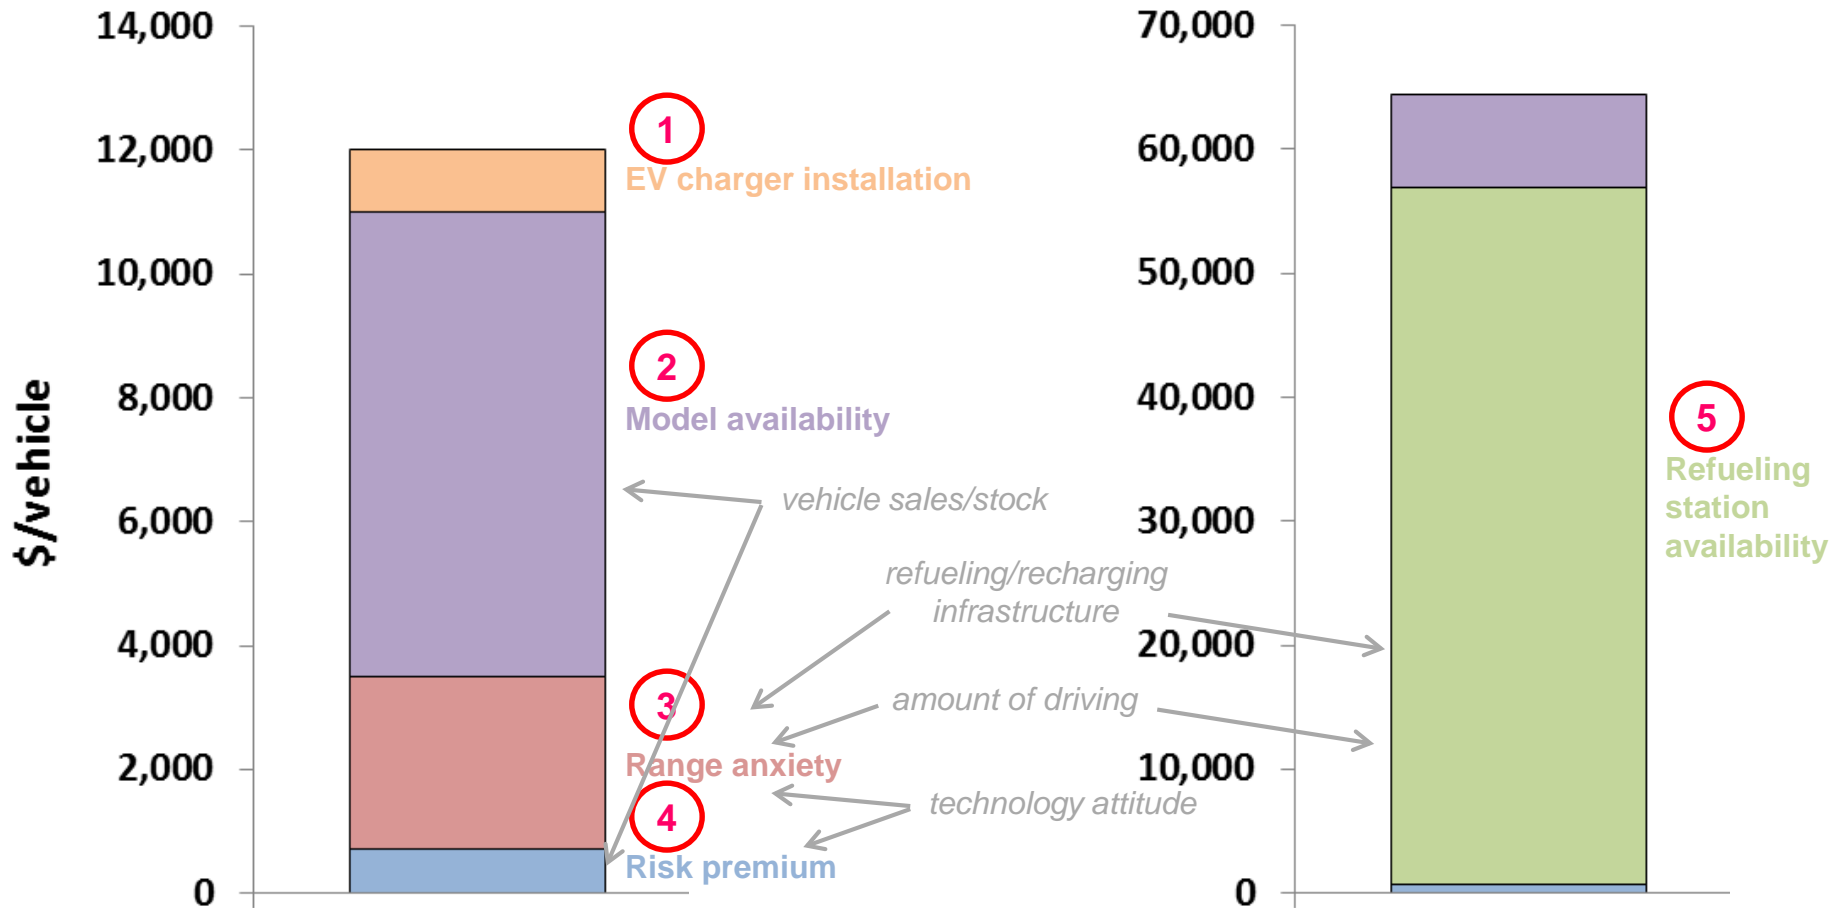 $/vehicle
14,000
12,000
10,000
8,000
6,000
4,000
2,000
0
1
EV charger installation
2
Model availability
vehicle sales/stock
refueling/recharging
infrastructure
3
amount of driving
Range anxiety
4
technology attitude
Risk premium
70,000
60,000
50,000
40,000
30,000
20,000
10,000
0
5
Refueling
station
availability